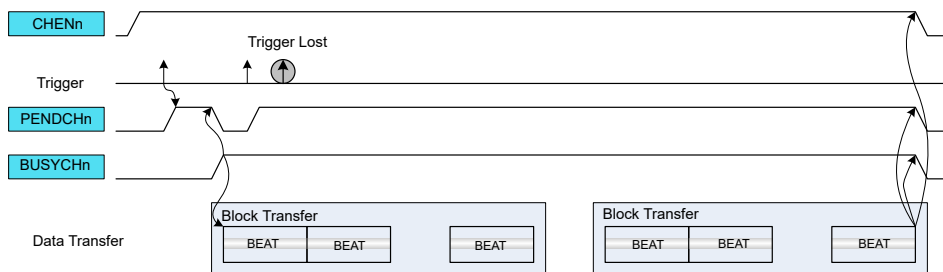 CHENn
Trigger Lost
Trigger
PENDCHn
BUSYCHn
Block Transfer
Block Transfer
Data Transfer
BEAT
BEAT
BEAT
BEAT
BEAT
BEAT